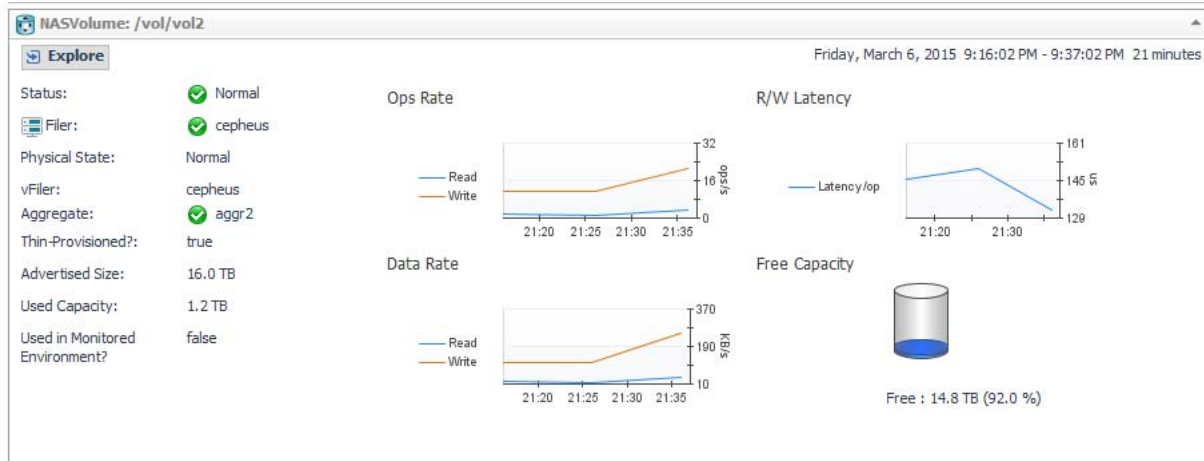 NASVolume: /vol/vol2
Explore
Friday, March 6, 2015 9:16:02 PM - 9:37:02 PM 21 minutes
Status: Normal
Filer: cepheus
Physical State: Normal
vFiler: cepheus
Aggregate: aggr2
Thin-Provisioned?: true
Advertised Size: 16.0 TB
Used Capacity: 1.2 TB
Used in Monitored false
Environment?
Ops Rate
Read
Write
32
16
0
ops/s
21:20 21:25 21:30 21:35
R/W Latency
Latency/op
161
145
129
us
21:20 21:30
Data Rate
Read
Write
370
190
10
KB/s
21:20 21:25 21:30 21:35
Free Capacity
Free : 14.8 TB (92.0 %)